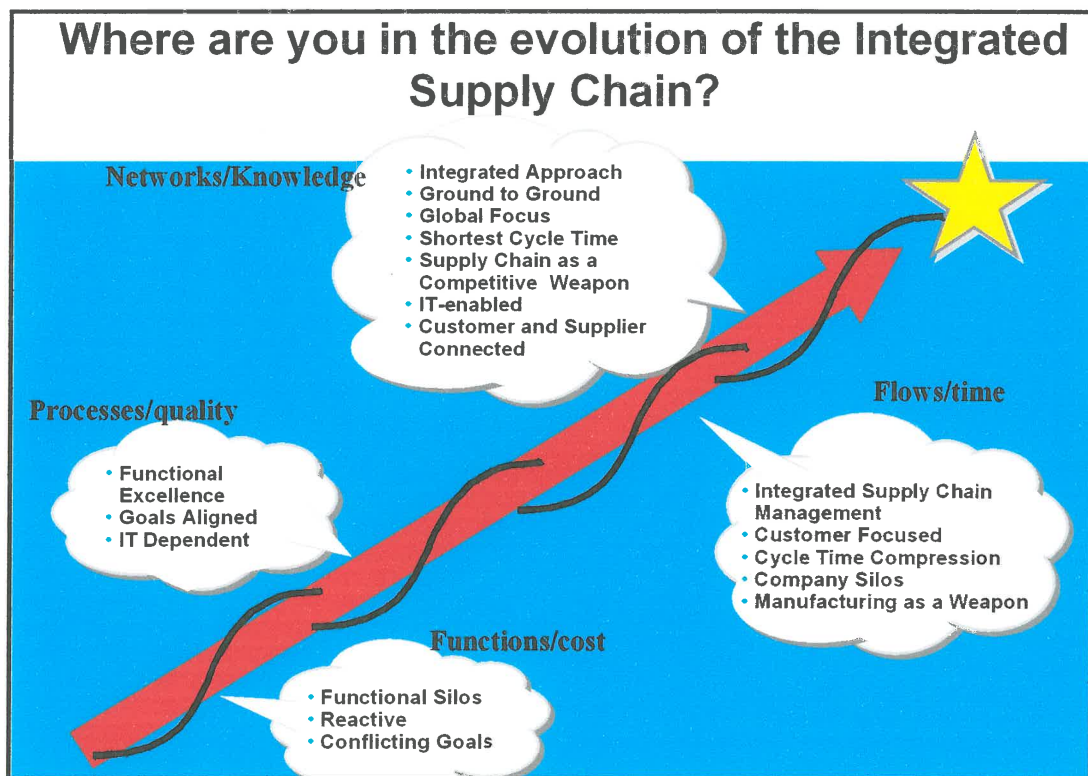 Where are you in the evolution of the Integrated
Supply Chain?
Networks/Knowledge
• Integrated Approach
• Ground to Ground
• Global Focus
• Shortest Cycle Time
• Supply Chain as a
Competitive Weapon
• IT-enabled
• Customer and Supplier
Connected
Processes/quality
• Functional
Excellence
• Goals Aligned
• IT Dependent
Flows/time
• Integrated Supply Chain
Management
• Customer Focused
• Cycle Time Compression
• Company Silos
• Manufacturing as a Weapon
Functions/cost
• Functional Silos
• Reactive
• Conflicting Goals